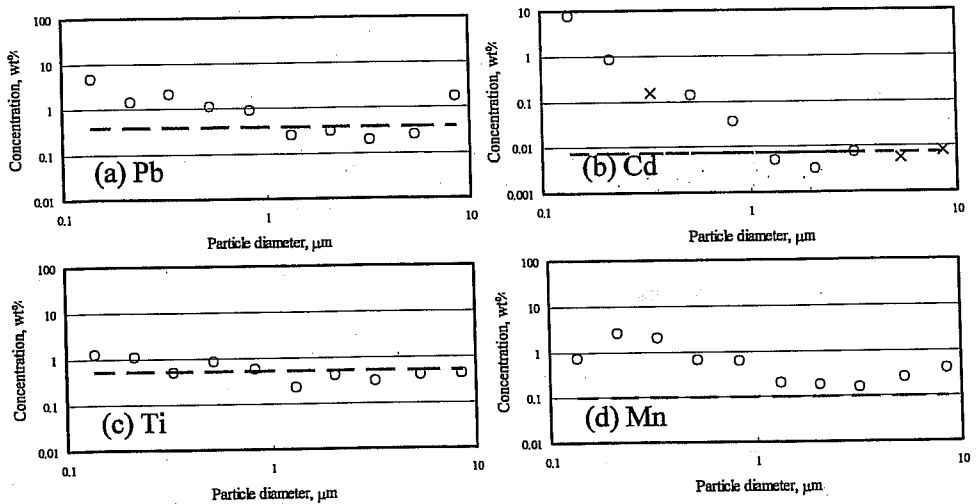 Concentration, wt%
100
10
1
0.1
0.01
(a) Pb
0.1
1
10
Particle diameter, μm
Concentration, wt%
10
1
0.1
0.01
0.001
(b) Cd
0.1
1
10
Particle diameter, μm
Concentration, wt%
100
10
1
0.1
0.01
(c) Ti
0.1
1
10
Particle diameter, μm
Concentration, wt%
100
10
1
0.1
0.01
(d) Mn
0.1
1
10
Particle diameter, μm